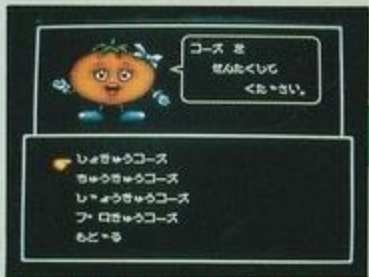 コース を
せんたくして
ください。
しょきゅうコース
ちゅうきゅうコース
じょうきゅうコース
プロきゅうコース
もどる